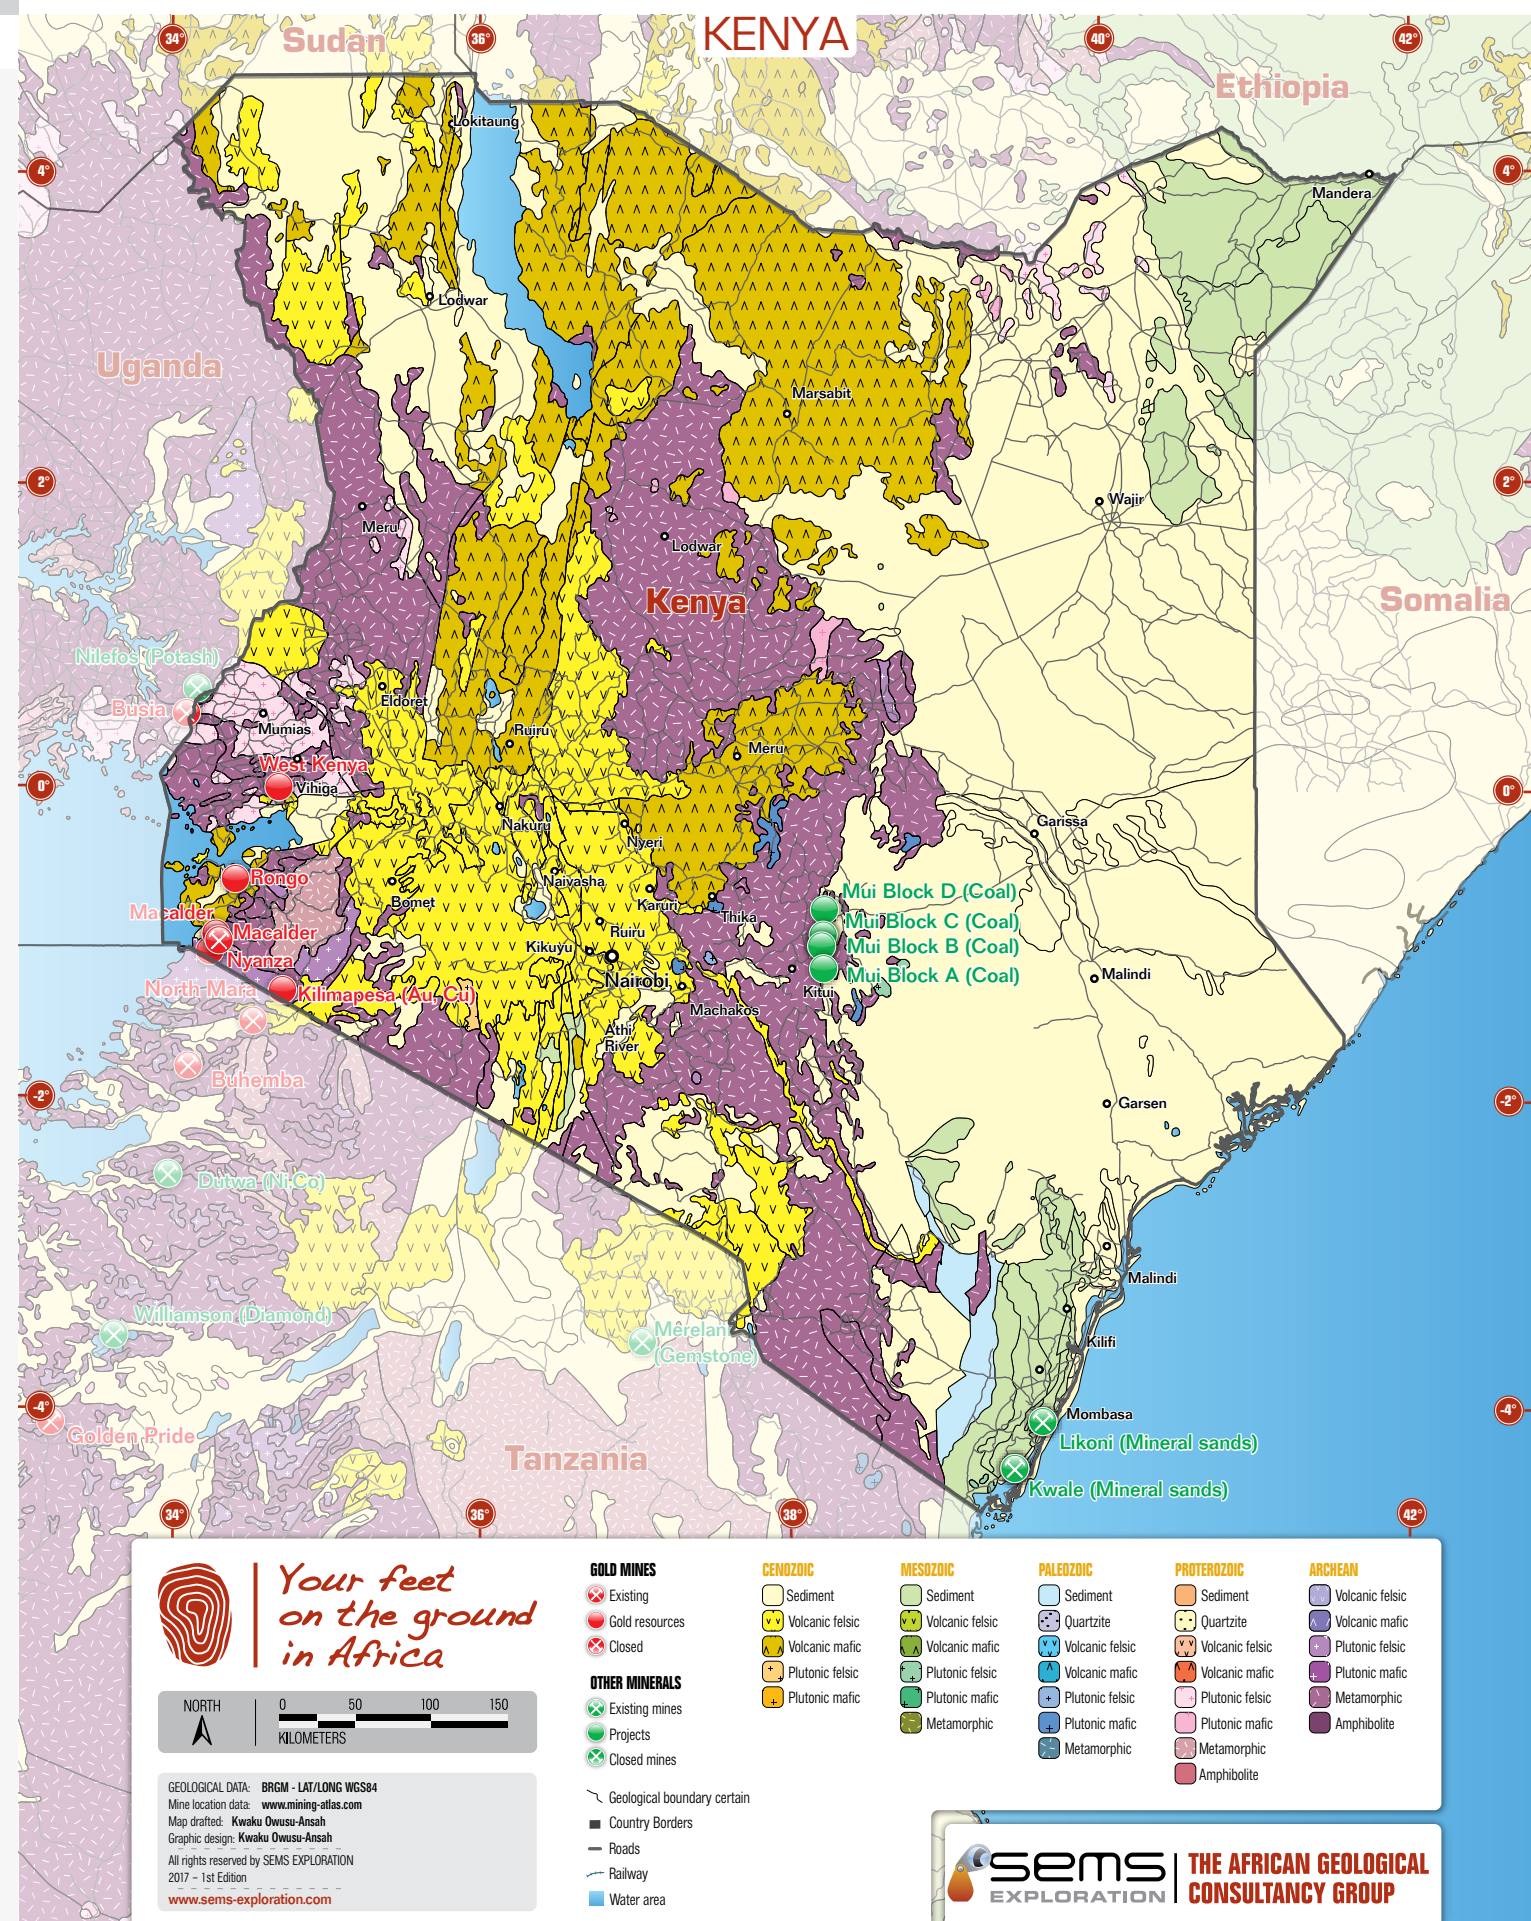 KENYA
34°
36°
40°
42°
Sudan
Ethiopia
Lokitaung
4°
4°
Mandera
Lodwar
Uganda
Marsabit
2°
2°
Wajir
Meru
Lodwar
Kenya
Somalia
Nilefos (Potash)
Busia
Eldoret
Mumias
Ruiru
Meru
West Kenya
Vihiga
0°
0°
Nakuru
Nyeri
Garissa
Rongo
Naivasha
Bomet
Karuri
Mui Block D (Coal)
Macalder
Thika
Mui Block C (Coal)
Macalder
Ruiru
Kikuyu
Mui Block B (Coal)
Nyanza
Nairobi
Mui Block A (Coal)
Malindi
North Mara
Kilimapesa (Au, Cu)
Kitui
Machakos
Athi
River
Buhemba
-2°
-2°
Garsen
Dutwa (Ni.Co)
Malindi
Williamson (Diamond)
Merelani
(Gemstone)
Kilifi
-4°
-4°
Golden Pride
Mombasa
Likoni (Mineral sands)
Tanzania
Kwale (Mineral sands)
34°
36°
38°
42°
Your feet
on the ground
in Africa
NORTH
0 50 100 150
KILOMETERS
GEOLOGICAL DATA: BRGM - LAT/LONG WGS84
Mine location data: www.mining-atlas.com
Map drafted: Kwaku Owusu-Ansah
Graphic design: Kwaku Owusu-Ansah
All rights reserved by SEMS EXPLORATION
2017 – 1st Edition
www.sems-exploration.com
GOLD MINES
Existing
Gold resources
Closed
OTHER MINERALS
Existing mines
Projects
Closed mines
Geological boundary certain
Country Borders
Roads
Railway
Water area
CENOZOIC
Sediment
Volcanic felsic
Volcanic mafic
Plutonic felsic
Plutonic mafic
MESOZOIC
Sediment
Volcanic felsic
Volcanic mafic
Plutonic felsic
Plutonic mafic
Metamorphic
PALEOZOIC
Sediment
Quartzite
Volcanic felsic
Volcanic mafic
Plutonic felsic
Plutonic mafic
Metamorphic
PROTEROZOIC
Sediment
Quartzite
Volcanic felsic
Volcanic mafic
Plutonic felsic
Plutonic mafic
Metamorphic
Amphibolite
ARCHEAN
Volcanic felsic
Volcanic mafic
Plutonic felsic
Plutonic mafic
Metamorphic
Amphibolite
sems
EXPLORATION
THE AFRICAN GEOLOGICAL
CONSULTANCY GROUP